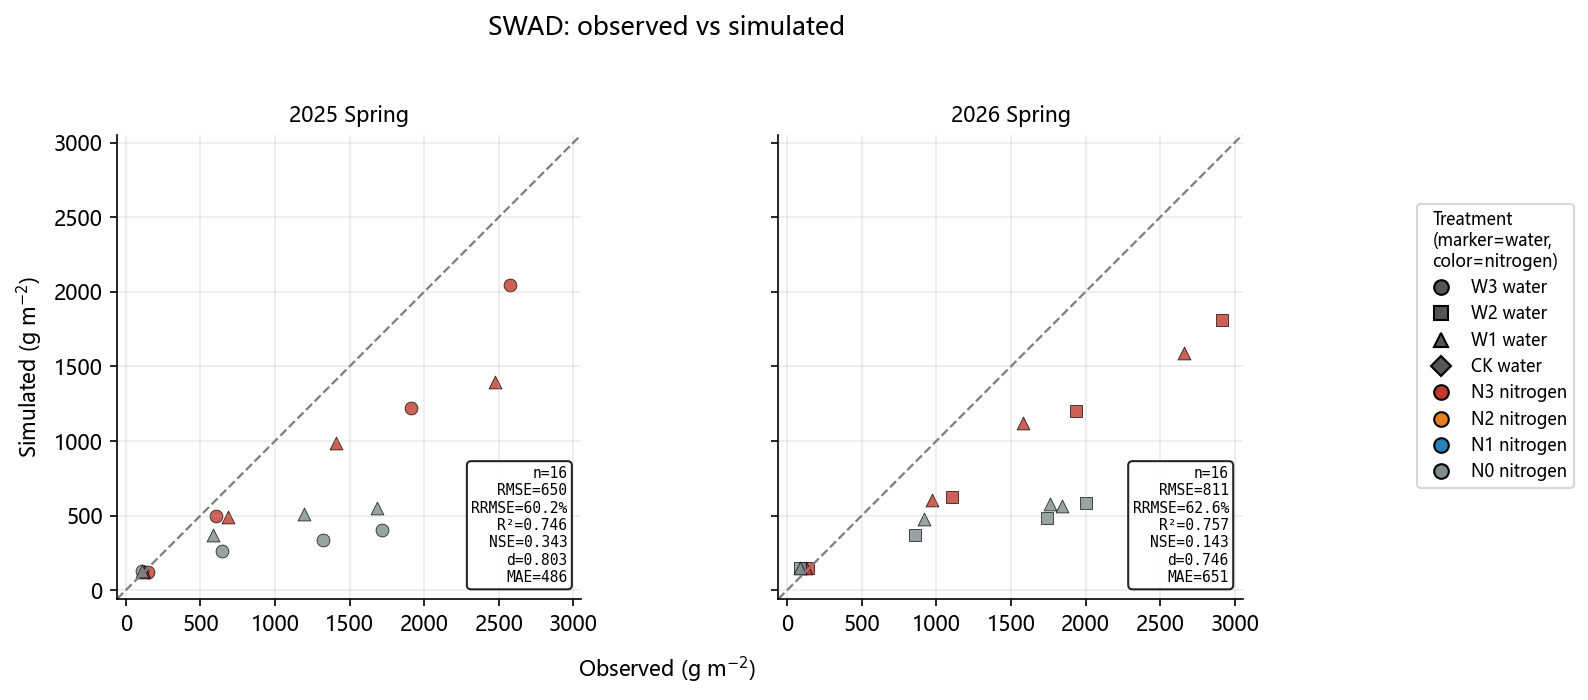 SWAD: observed vs simulated
2025 Spring
2026 Spring
Simulated (g m⁻²)
3000
2500
2000
1500
1000
500
0
n=16
RMSE=650
RRMSE=60.2%
R²=0.746
NSE=0.343
d=0.803
MAE=486
n=16
RMSE=811
RRMSE=62.6%
R²=0.757
NSE=0.143
d=0.746
MAE=651
0 500 1000 1500 2000 2500 3000
0 500 1000 1500 2000 2500 3000
Observed (g m⁻²)
Treatment
(marker=water,
color=nitrogen)
W3 water
W2 water
W1 water
CK water
N3 nitrogen
N2 nitrogen
N1 nitrogen
N0 nitrogen